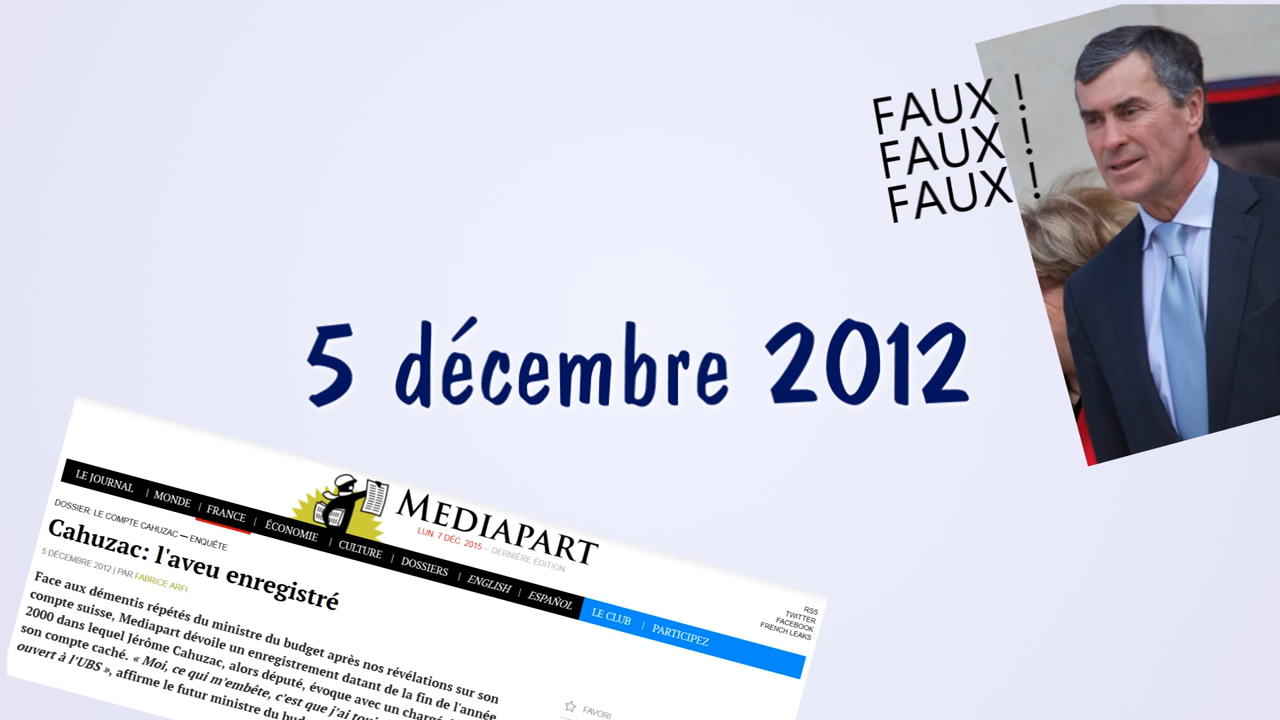 FAUX !
FAUX !
FAUX !
5 décembre 2012
MEDIAPART
LUN 7 DÉC. 2015 — DERNIÈRE ÉDITION
LE JOURNAL | MONDE | FRANCE | ÉCONOMIE | CULTURE | DOSSIERS | ENGLISH | ESPAÑOL LE CLUB | PARTICIPEZ
RSS
TWITTER
FACEBOOK
FRENCH LEAKS
DOSSIER: LE COMPTE CAHUZAC — ENQUÊTE
Cahuzac: l'aveu enregistré
5 DÉCEMBRE 2012 | PAR FABRICE ARFI
Face aux démentis répétés du ministre du budget après nos révélations sur son
compte suisse, Mediapart dévoile un enregistrement datant de la fin de l'année
2000 dans lequel Jérôme Cahuzac, alors député, évoque avec un
son compte caché. « Moi, ce qui m'embête, c'est que j'ai
ouvert à l'UBS », affirme le futur ministre du
FAVORI